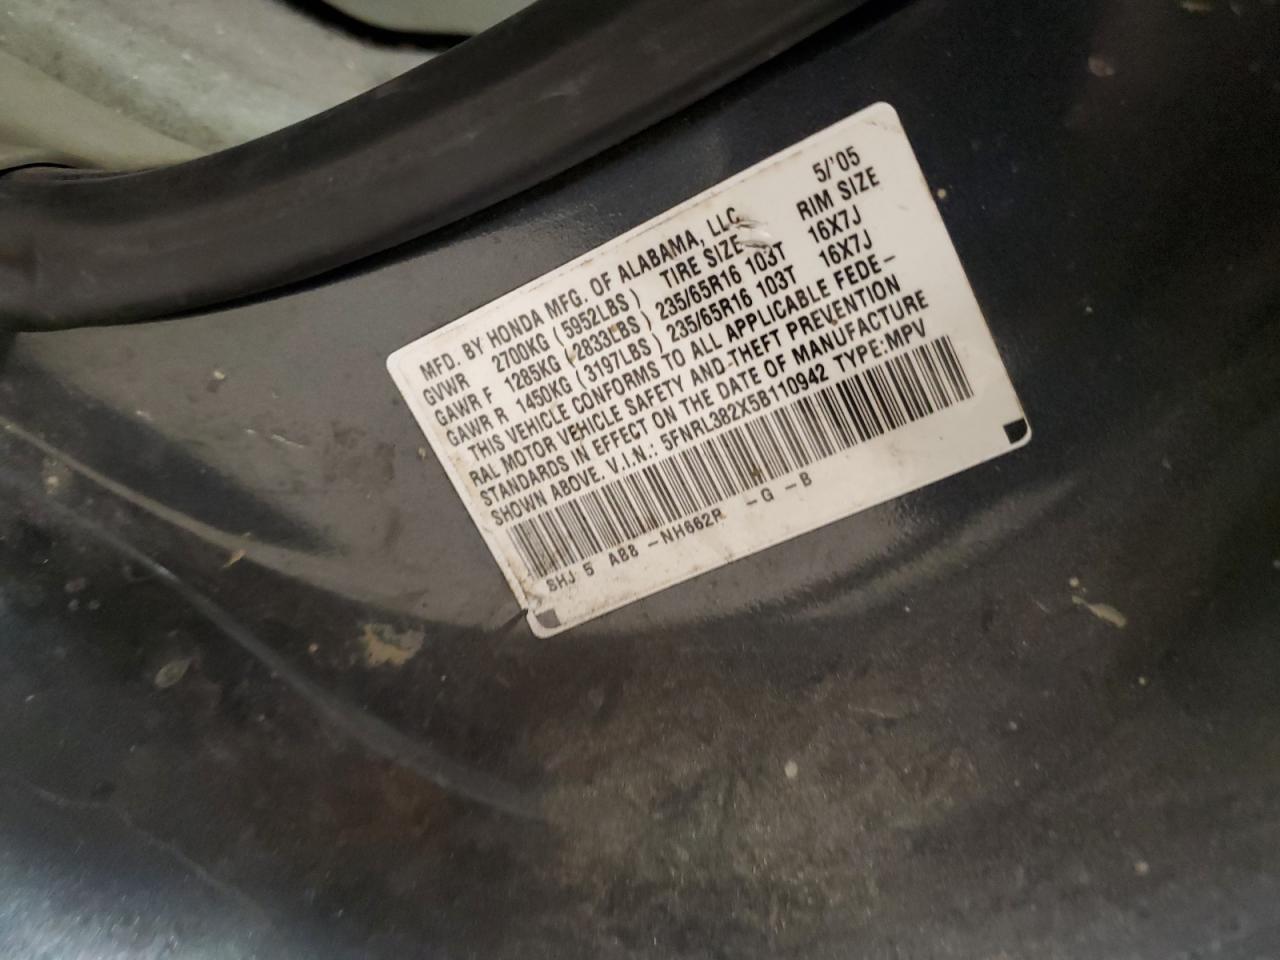 MFD. BY HONDA MFG. OF ALABAMA, LLC 5/'05
GVWR 2700KG (5952LBS) TIRE SIZE RIM SIZE
GAWR F 1285KG (2833LBS) 235/65R16 103T 16X7J
GAWR R 1450KG (3197LBS) 235/65R16 103T 16X7J
THIS VEHICLE CONFORMS TO ALL APPLICABLE FEDE-
RAL MOTOR VEHICLE SAFETY AND THEFT PREVENTION
STANDARDS IN EFFECT ON THE DATE OF MANUFACTURE
SHOWN ABOVE. V.I.N.: 5FNRL382X5B110942 TYPE:MPV
SHJ 5 A88 -NH662R -G -B